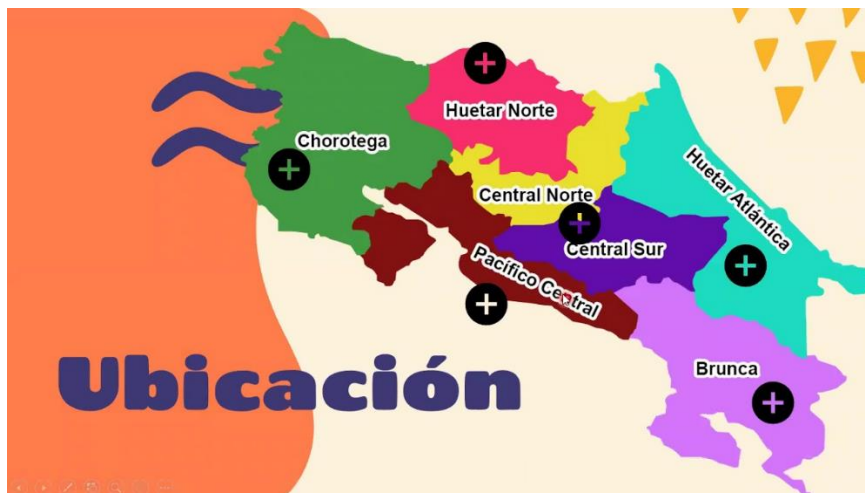 Huetar Norte
Chorotega
Huetar Atlántica
Central Norte
Central Sur
Pacífico Central
Brunca
Ubicación